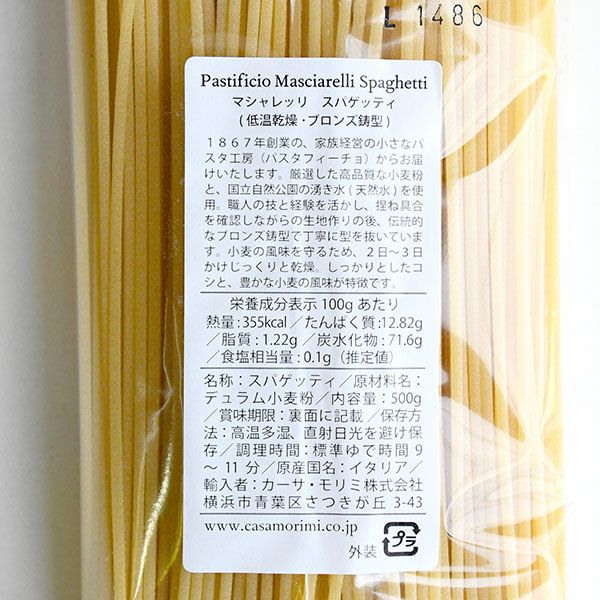 L 1486
Pastificio Masciarelli Spaghetti
マシャレッリ　スパゲッティ
( 低温乾燥・ブロンズ鋳型 )
1867年創業の、家族経営の小さなパ
スタ工房（パスタフィーチョ）からお届
けいたします。厳選した高品質な小麦粉
と、国立自然公園の湧き水 ( 天然水 ) を使
用。職人の技と経験を活かし、捏ね具合
を確認しながらの生地作りの後、伝統的
なブロンズ鋳型で丁寧に型を抜いていま
す。小麦の風味を守るため、2日〜3日
かけじっくりと乾燥。しっかりとしたコ
シと、豊かな小麦の風味が特徴です。
栄養成分表示 100g あたり
熱量 : 355kcal ／たんぱく質 :12.82g
／脂質 : 1.22g ／ 炭水化物 : 71.6g
／食塩相当量 : 0.1g（推定値）
名称：スパゲッティ／原材料名：
デュラム小麦粉／内容量：500g
／賞味期限：裏面に記載／保存方
法：高温多湿、直射日光を避け保
存／調理時間：標準ゆで時間 9
〜 11 分／原産国名：イタリア／
輸入者：カーサ・モリミ株式会社
横浜市青葉区さつきが丘 3-43
www.casamorimi.co.jp
外装 プラ